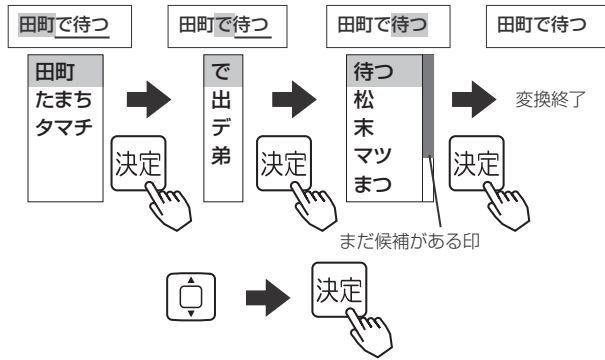 田町で待つ
田町
たまち
タマチ
決定
田町で待つ
で
出
デ
弟
決定
田町で待つ
待つ
松
末
マツ
まつ
まだ候補がある印
決定
田町で待つ
変換終了
決定